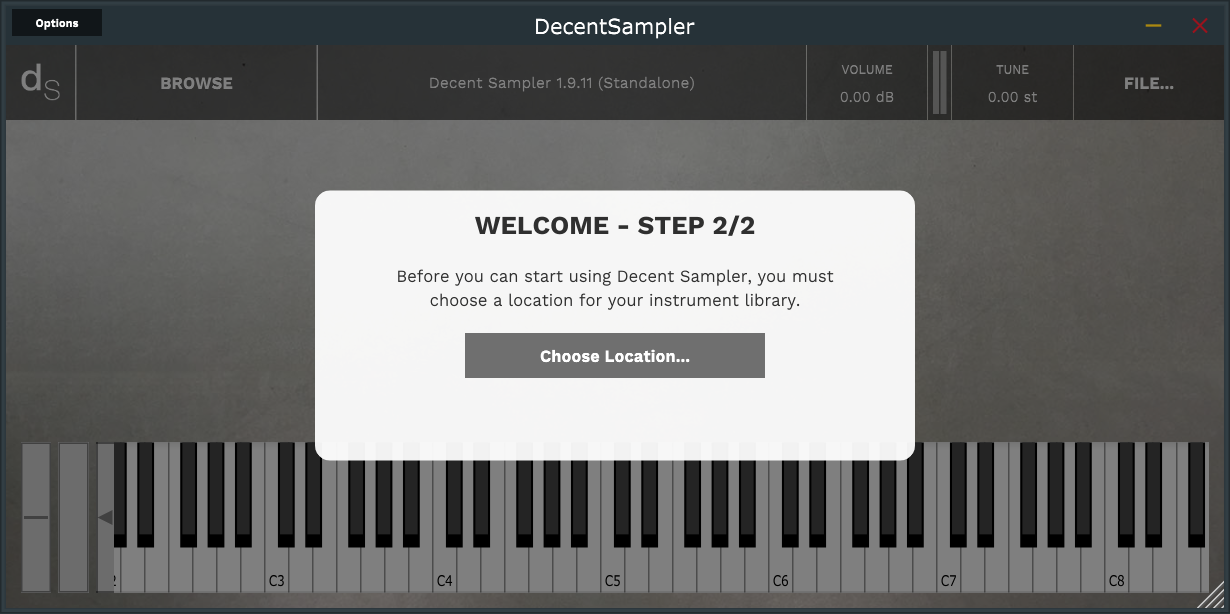 Options
DecentSampler
dS
BROWSE
Decent Sampler 1.9.11 (Standalone)
VOLUME
0.00 dB
TUNE
0.00 st
FILE...
WELCOME - STEP 2/2
Before you can start using Decent Sampler, you must
choose a location for your instrument library.
Choose Location...
2 C3 C4 C5 C6 C7 C8